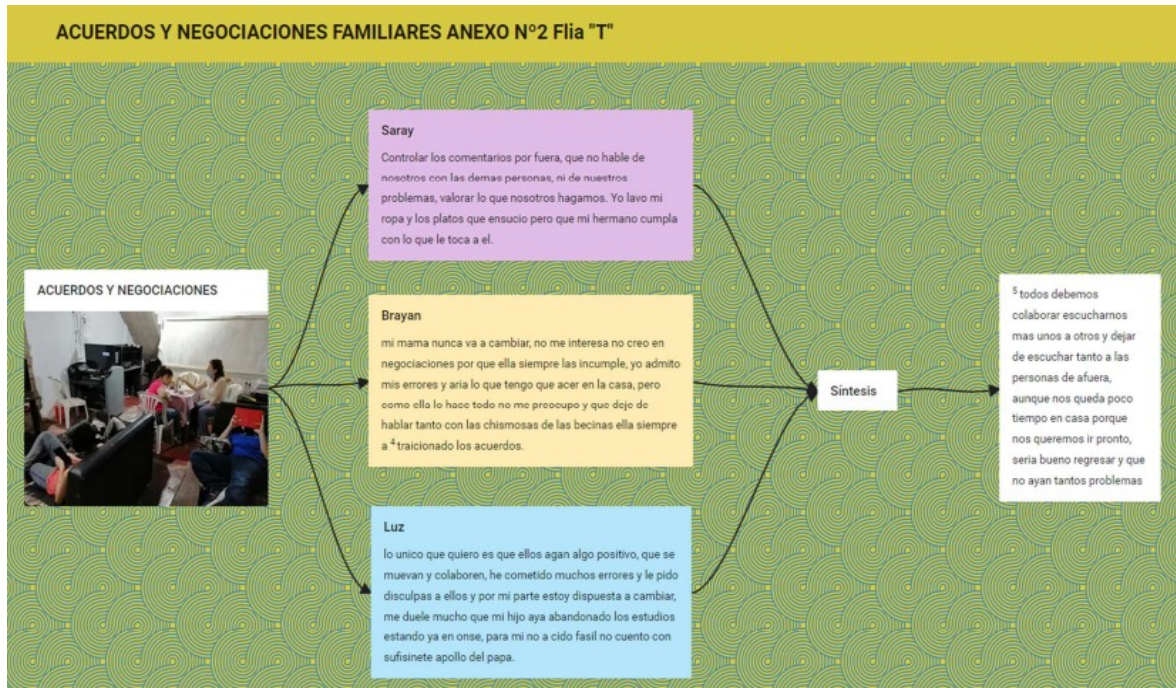 ACUERDOS Y NEGOCIACIONES FAMILIARES ANEXO Nº2 Flia "T"
ACUERDOS Y NEGOCIACIONES
Saray
Controlar los comentarios por fuera, que no hable de
nosotros con las demas personas, ni de nuestros
problemas, valorar lo que nosotros hagamos. Yo lavo mi
ropa y los platos que ensucio pero que mi hermano cumpla
con lo que le toca a el.
Brayan
mi mama nunca va a cambiar, no me interesa no creo en
negociaciones por que ella siempre las incumple, yo admito
mis errores y aria lo que tengo que acer en la casa, pero
como ella lo hace todo no me preocupo y que deje de
hablar tanto con las chismosas de las becinas ella siempre
a ⁴ traicionado los acuerdos.
Luz
lo unico que quiero es que ellos agan algo positivo, que se
muevan y colaboren, he cometido muchos errores y le pido
disculpas a ellos y por mi parte estoy dispuesta a cambiar,
me duele mucho que mi hijo aya abandonado los estudios
estando ya en onse, para mi no a cido fasil no cuento con
sufisinete apollo del papa.
Síntesis
⁵ todos debemos
colaborar escucharnos
mas unos a otros y dejar
de escuchar tanto a las
personas de afuera,
aunque nos queda poco
tiempo en casa porque
nos queremos ir pronto,
seria bueno regresar y que
no ayan tantos problemas